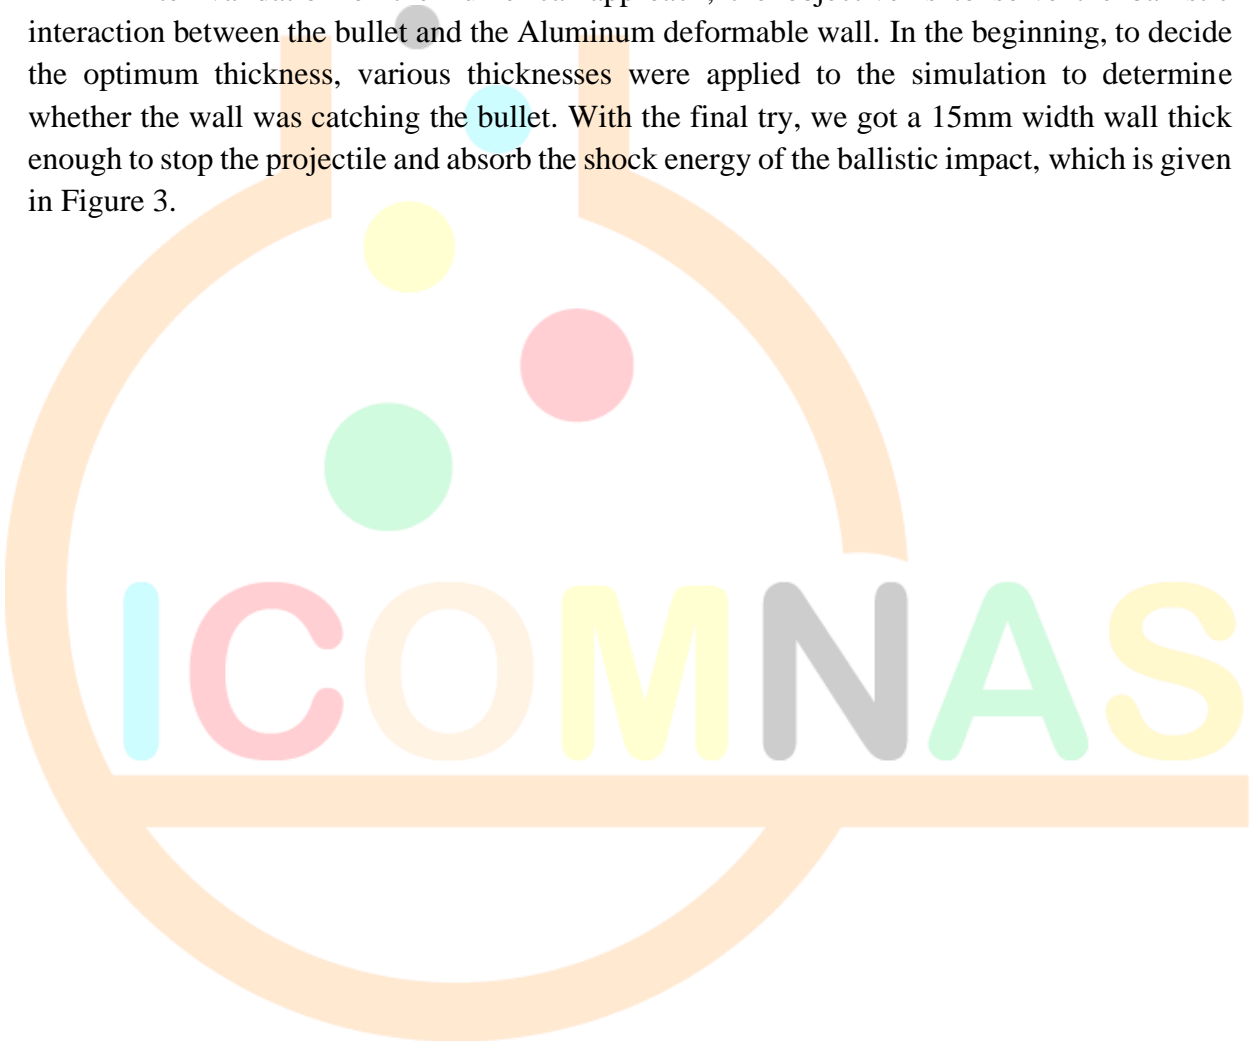 interaction between the bullet and the Aluminum deformable wall. In the beginning, to decide
the optimum thickness, various thicknesses were applied to the simulation to determine
whether the wall was catching the bullet. With the final try, we got a 15mm width wall thick
enough to stop the projectile and absorb the shock energy of the ballistic impact, which is given
in Figure 3.
ICOMNAS